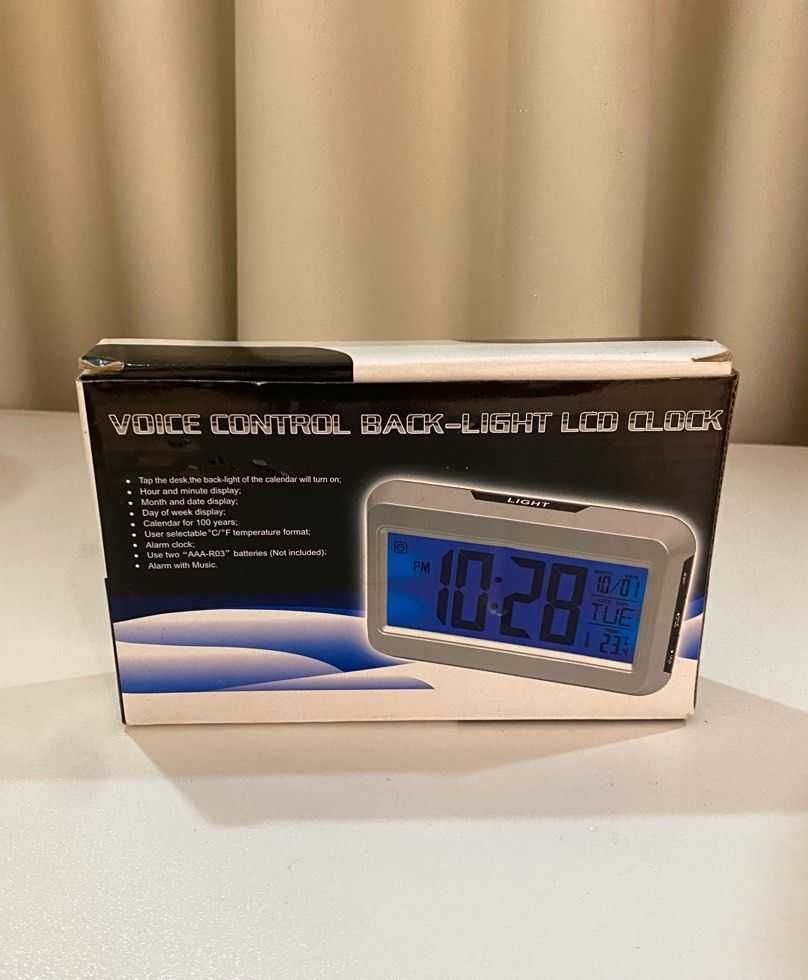 VOICE CONTROL BACK-LIGHT LCD CLOCK
• Tap the desk,the back-light of the calendar will turn on;
• Hour and minute display;
• Month and date display;
• Day of week display;
• Calendar for 100 years;
• User selectable°C/°F temperature format;
• Alarm clock;
• Use two "AAA-R03" batteries (Not included);
• Alarm with Music.
LIGHT
PM 10:28
10/01
TUE
23